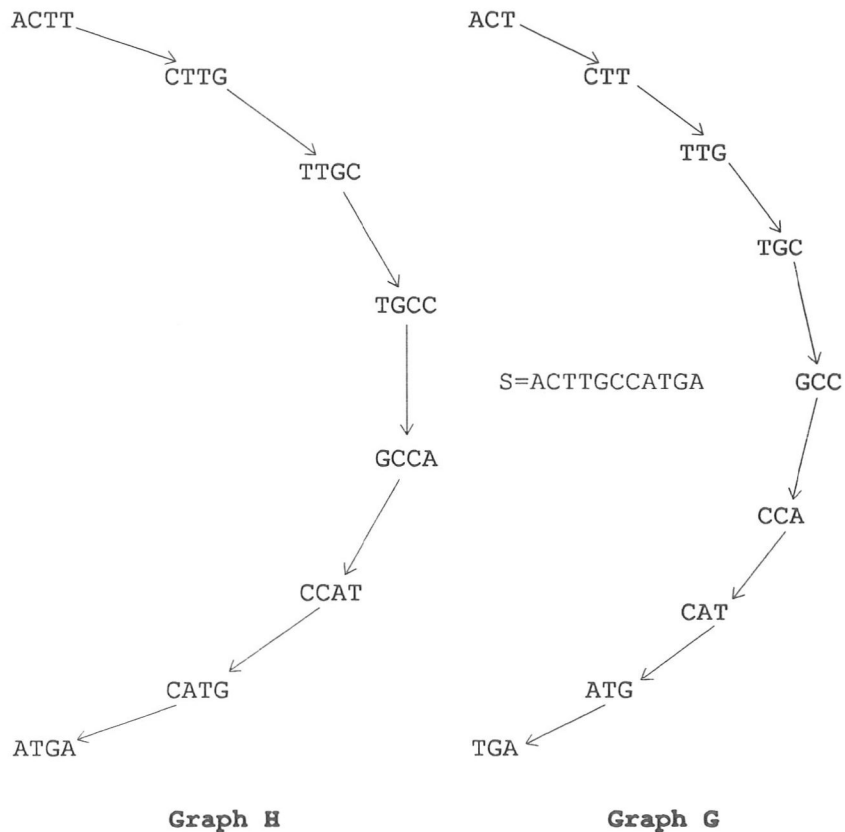 ACTT
CTTG
TTGC
TGCC
GCCA
CCAT
CATG
ATGA
Graph H
ACT
CTT
TTG
TGC
S=ACTTGCCATGA
GCC
CCA
CAT
ATG
TGA
Graph G